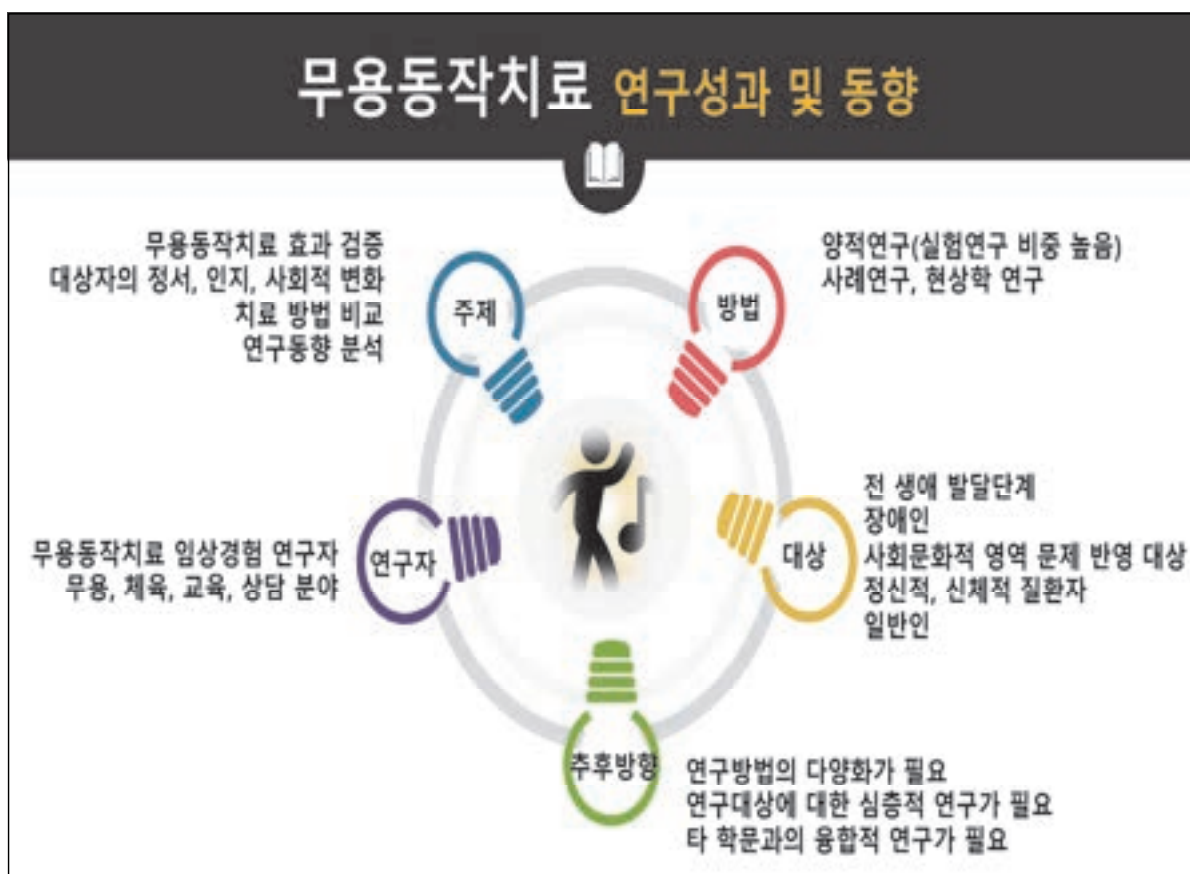 무용동작치료 연구성과 및 동향
무용동작치료 효과 검증
대상자의 정서, 인지, 사회적 변화
치료 방법 비교
연구동향 분석
주제
방법
양적연구(실험연구 비중 높음)
사례연구, 현상학 연구
무용동작치료 임상경험 연구자
무용, 체육, 교육, 상담 분야
연구자
대상
전 생애 발달단계
장애인
사회문화적 영역 문제 반영 대상
정신적, 신체적 질환자
일반인
추후방향
연구방법의 다양화가 필요
연구대상에 대한 심층적 연구가 필요
타 학문과의 융합적 연구가 필요